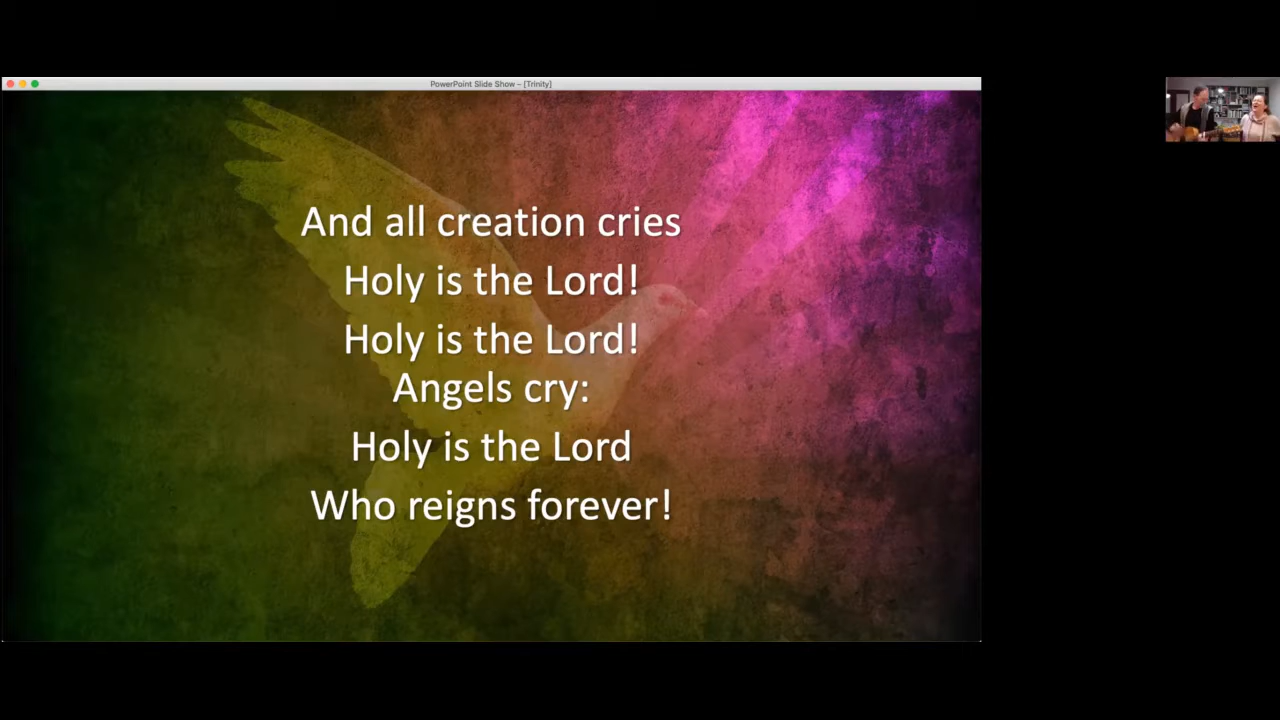 PowerPoint Slide Show – [Trinity]
And all creation cries
Holy is the Lord!
Holy is the Lord!
Angels cry:
Holy is the Lord
Who reigns forever!